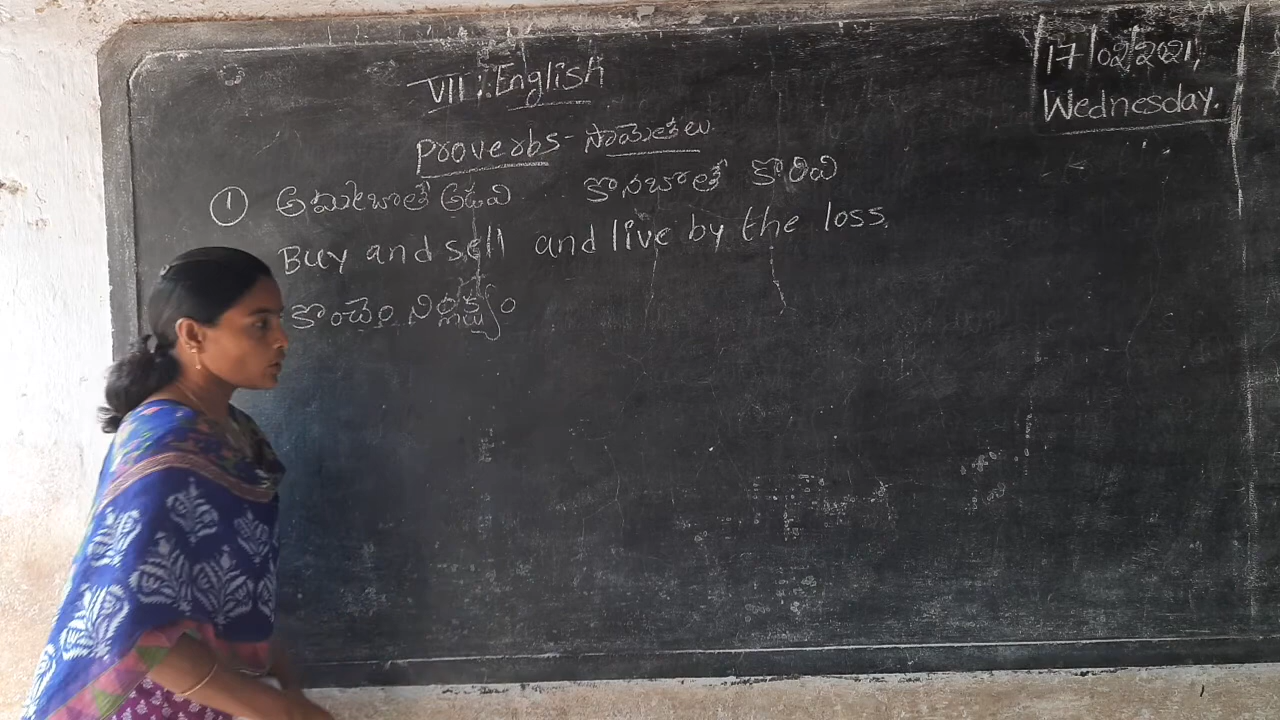 17/02/2021,
Wednesday.
VII : English
Proverbs - సామెతలు
1 అమ్మబోతే అడవి కొనబోతే కొరివి
Buy and sell and live by the loss.
కొంచెం నిర్లక్ష్యం